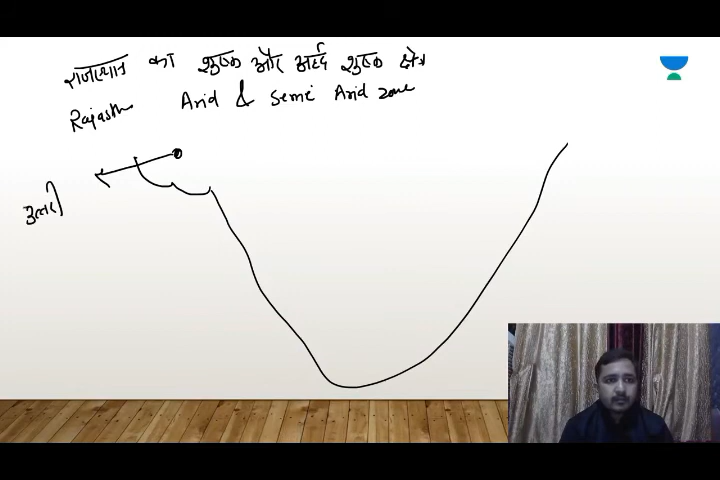 राजस्थान का शुष्क और अर्द्ध शुष्क क्षेत्र
Rajasthan Arid & Semi Arid zone
उत्तरी